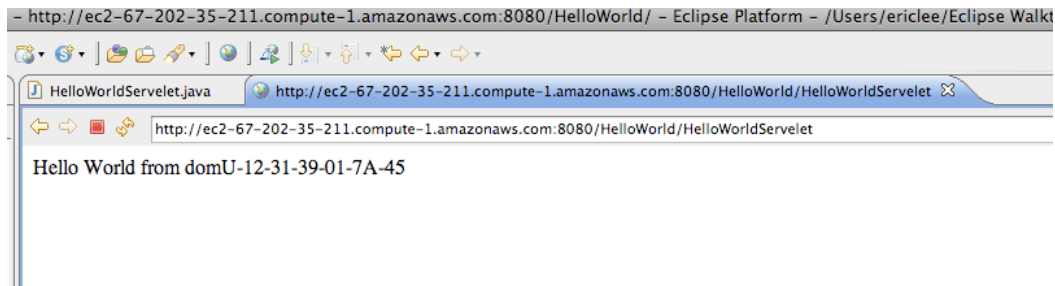 - http://ec2-67-202-35-211.compute-1.amazonaws.com:8080/HelloWorld/ - Eclipse Platform - /Users/ericlee/Eclipse
HelloWorldServelet.java
http://ec2-67-202-35-211.compute-1.amazonaws.com:8080/HelloWorld/HelloWorldServelet
http://ec2-67-202-35-211.compute-1.amazonaws.com:8080/HelloWorld/HelloWorldServelet
Hello World from domU-12-31-39-01-7A-45